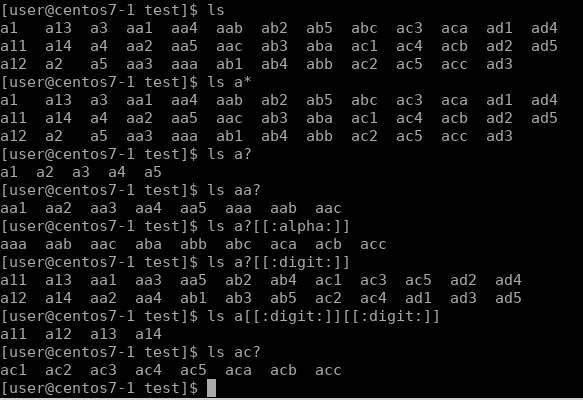 [user@centos7-1 test]$ ls
a1   a13  a3  aa1  aa4  aab  ab2  ab5  abc  ac3  aca  ad1  ad4
a11  a14  a4  aa2  aa5  aac  ab3  aba  ac1  ac4  acb  ad2  ad5
a12  a2   a5  aa3  aaa  ab1  ab4  abb  ac2  ac5  acc  ad3
[user@centos7-1 test]$ ls a*
a1   a13  a3  aa1  aa4  aab  ab2  ab5  abc  ac3  aca  ad1  ad4
a11  a14  a4  aa2  aa5  aac  ab3  aba  ac1  ac4  acb  ad2  ad5
a12  a2   a5  aa3  aaa  ab1  ab4  abb  ac2  ac5  acc  ad3
[user@centos7-1 test]$ ls a?
a1  a2  a3  a4  a5
[user@centos7-1 test]$ ls aa?
aa1  aa2  aa3  aa4  aa5  aaa  aab  aac
[user@centos7-1 test]$ ls a?[[:alpha:]]
aaa  aab  aac  aba  abb  abc  aca  acb  acc
[user@centos7-1 test]$ ls a?[[:digit:]]
a11  a13  aa1  aa3  aa5  ab2  ab4  ac1  ac3  ac5  ad2  ad4
a12  a14  aa2  aa4  ab1  ab3  ab5  ac2  ac4  ad1  ad3  ad5
[user@centos7-1 test]$ ls a[[:digit:]][[:digit:]]
a11  a12  a13  a14
[user@centos7-1 test]$ ls ac?
ac1  ac2  ac3  ac4  ac5  aca  acb  acc
[user@centos7-1 test]$